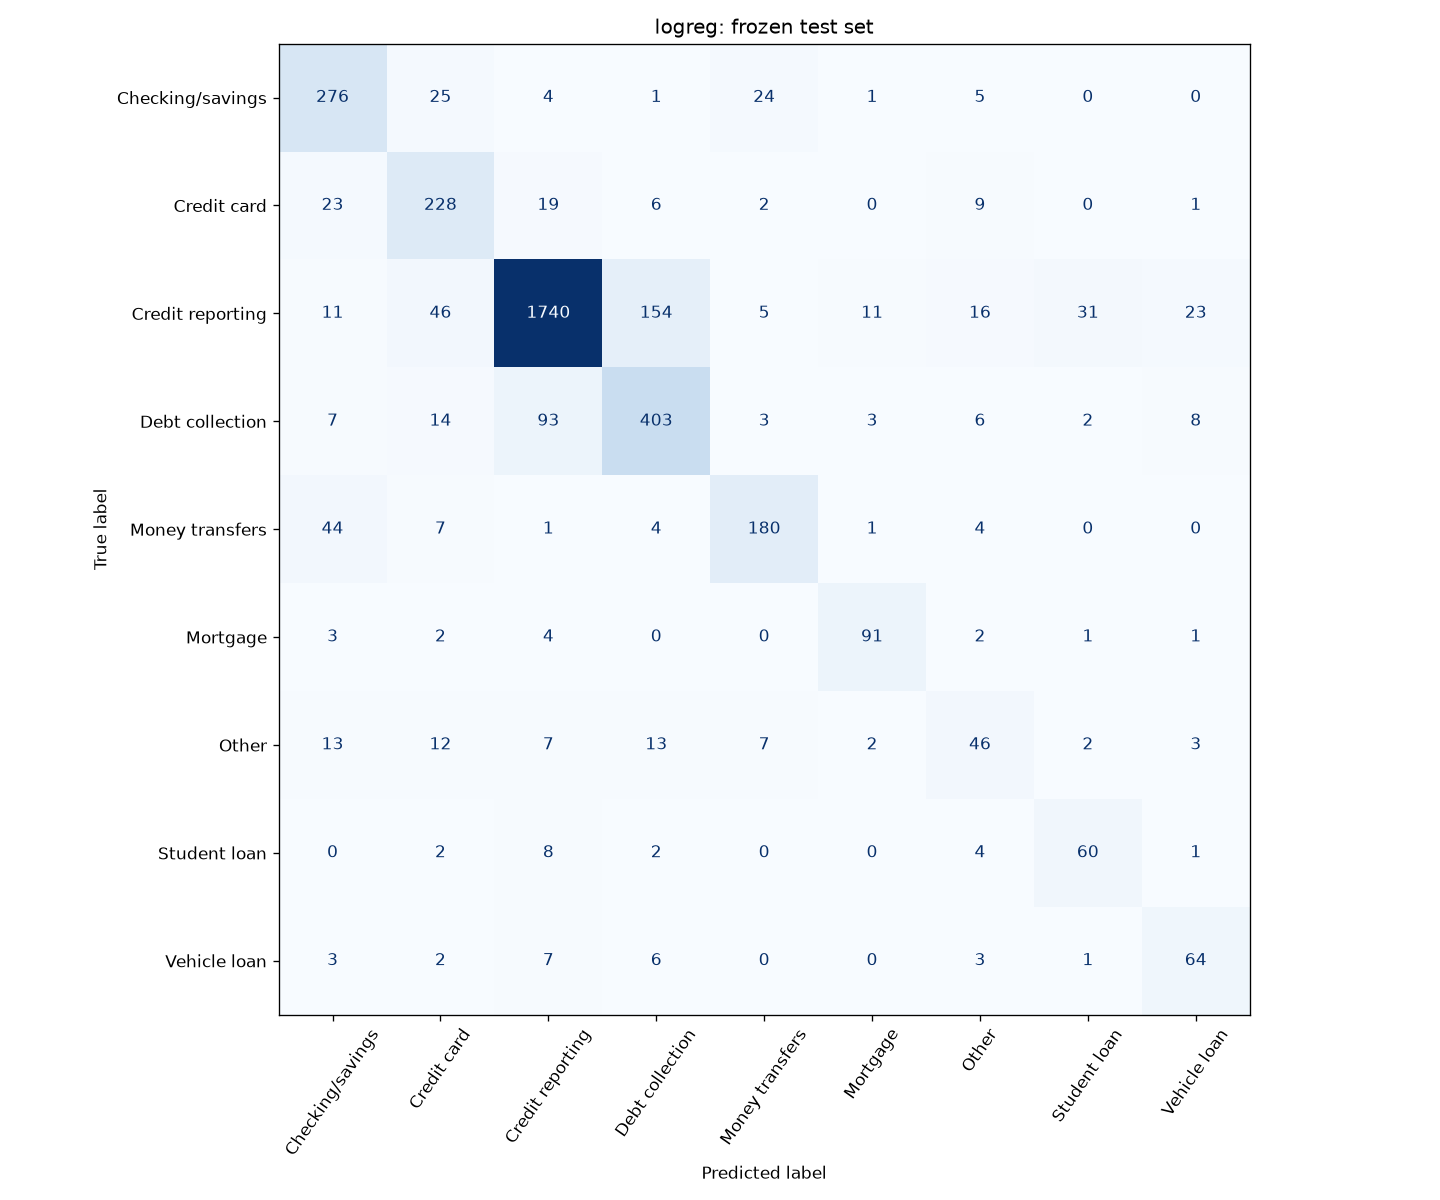 logreg: frozen test set
Checking/savings 276 25 4 1 24 1 5 0 0
Credit card 23 228 19 6 2 0 9 0 1
Credit reporting 11 46 1740 154 5 11 16 31 23
Debt collection 7 14 93 403 3 3 6 2 8
True label
Money transfers 44 7 1 4 180 1 4 0 0
Mortgage 3 2 4 0 0 91 2 1 1
Other 13 12 7 13 7 2 46 2 3
Student loan 0 2 8 2 0 0 4 60 1
Vehicle loan 3 2 7 6 0 0 3 1 64
Checking/savings
Credit card
Credit reporting
Debt collection
Money transfers
Mortgage
Other
Student loan
Vehicle loan
Predicted label